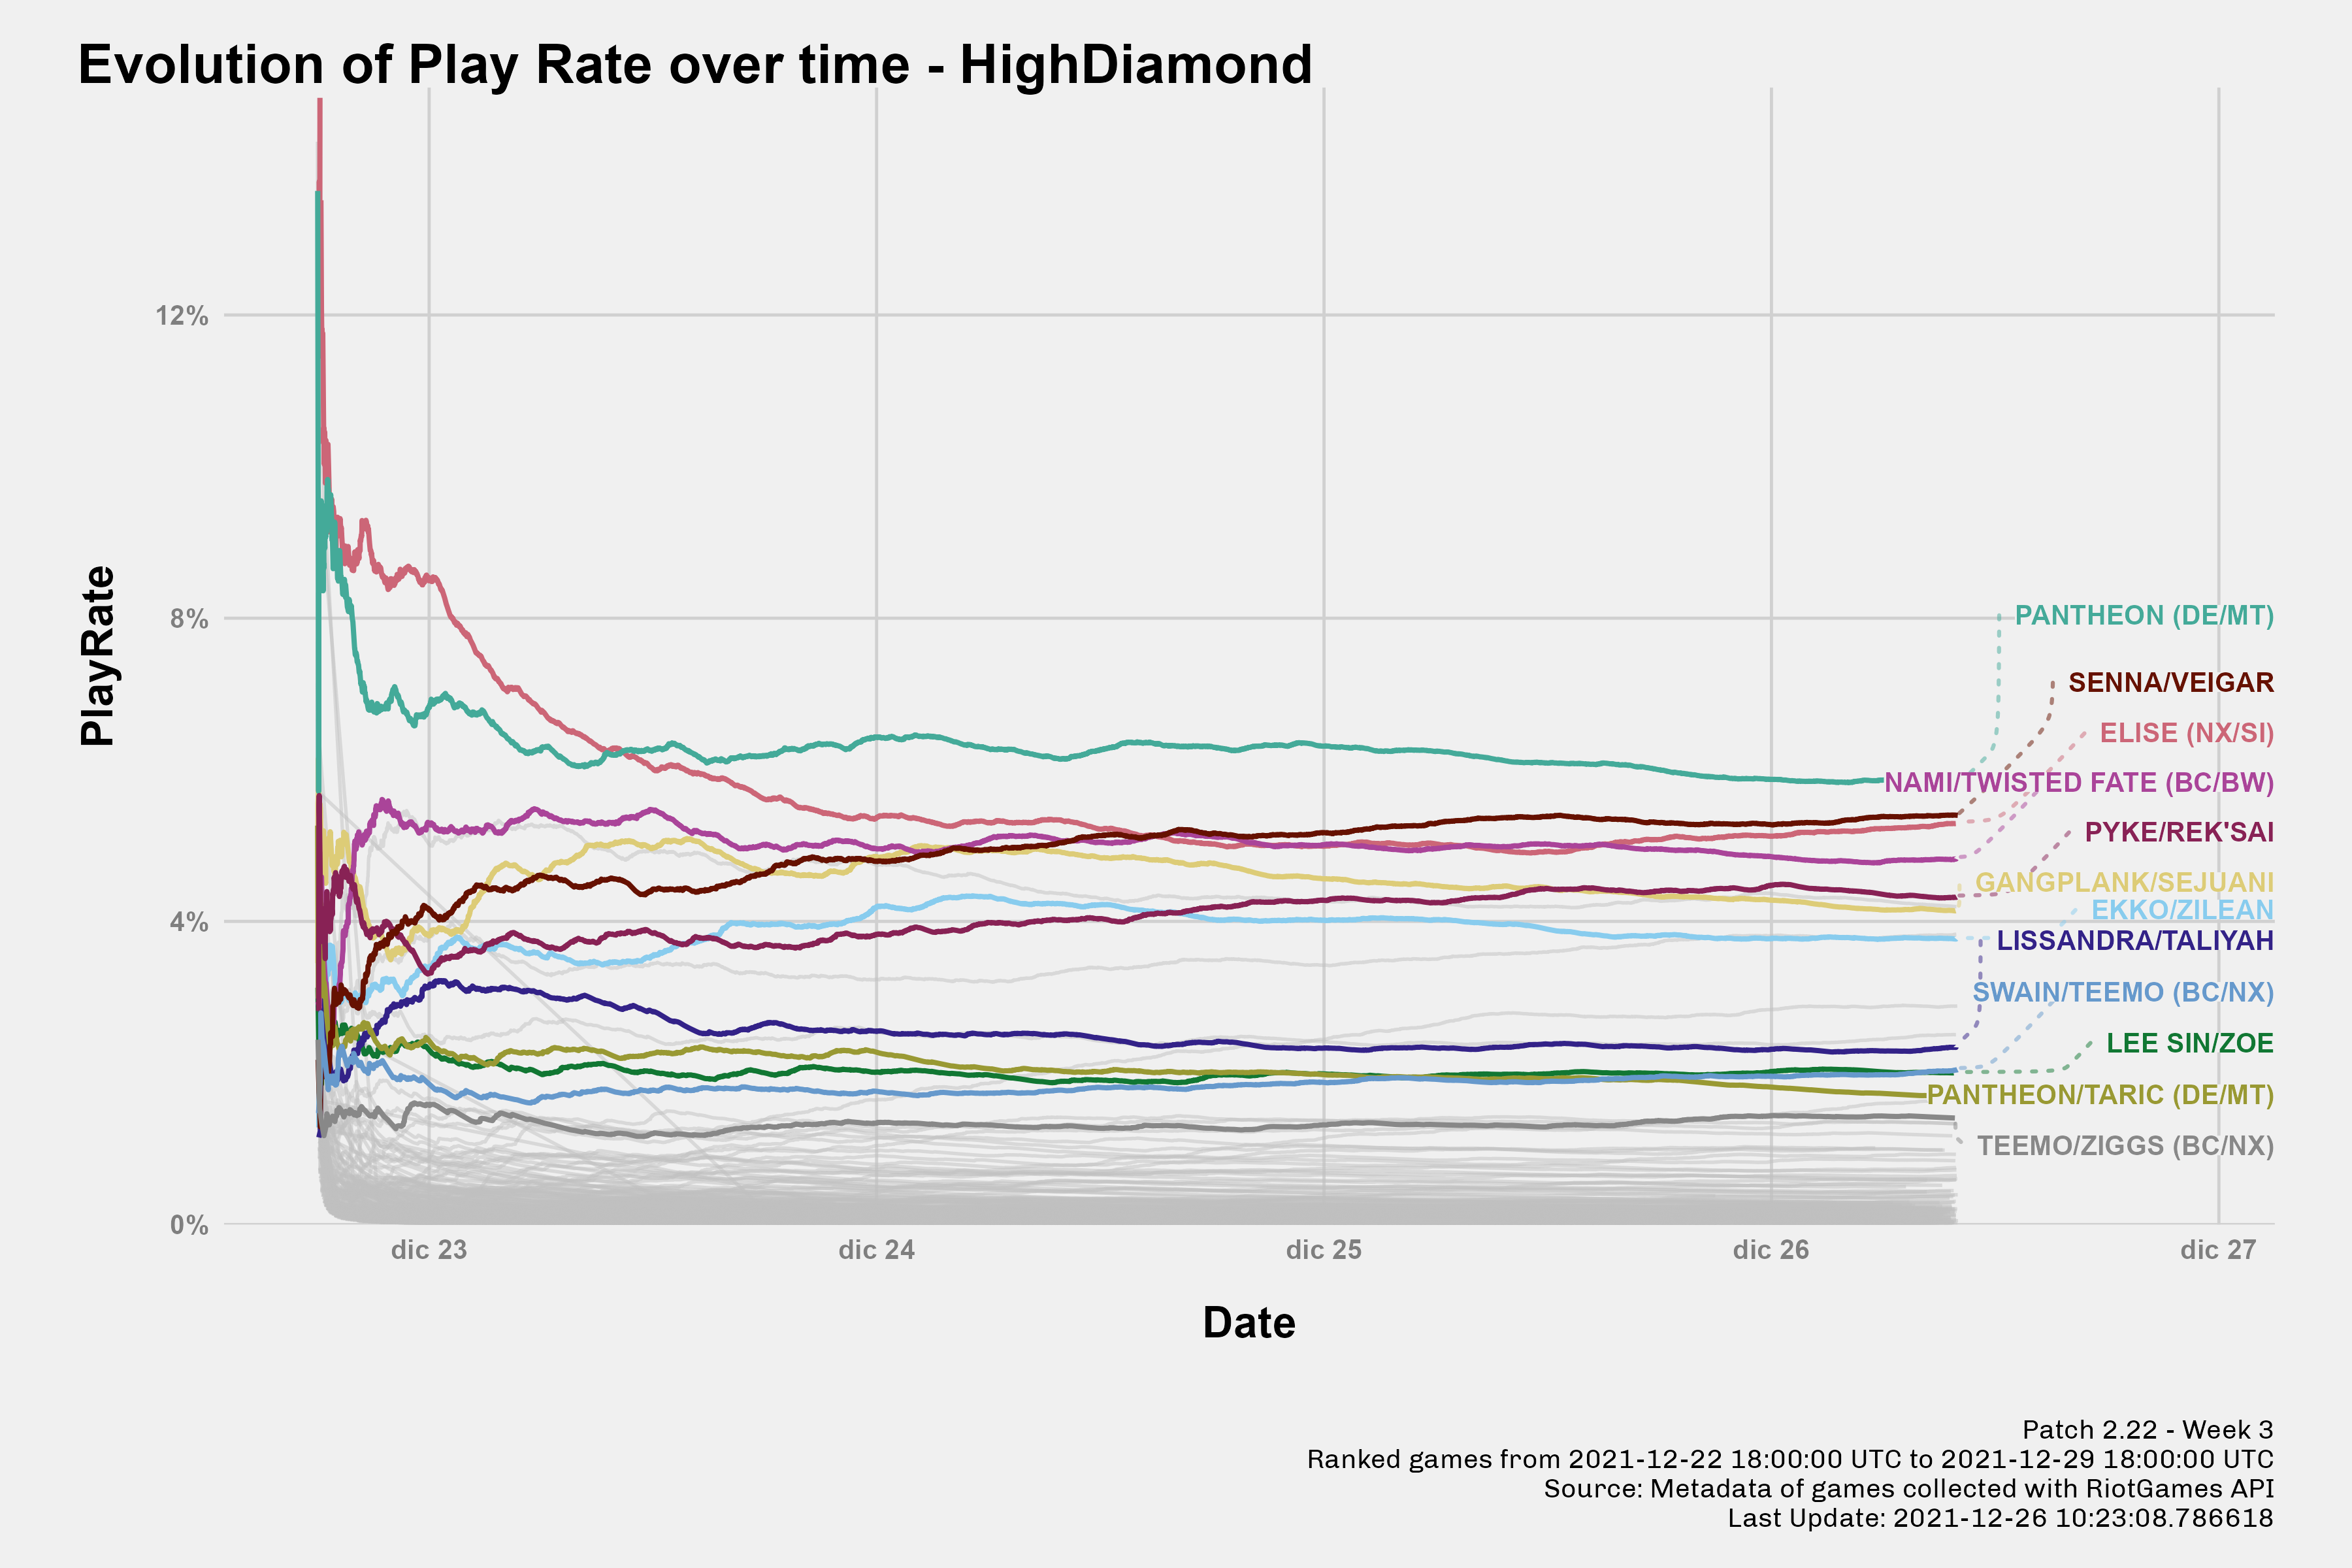 Evolution of Play Rate over time - HighDiamond
PlayRate
12%
8%
4%
0%
PANTHEON (DE/MT)
SENNA/VEIGAR
ELISE (NX/SI)
NAMI/TWISTED FATE (BC/BW)
PYKE/REK'SAI
GANGPLANK/SEJUANI
EKKO/ZILEAN
LISSANDRA/TALIYAH
SWAIN/TEEMO (BC/NX)
LEE SIN/ZOE
PANTHEON/TARIC (DE/MT)
TEEMO/ZIGGS (BC/NX)
dic 23
dic 24
dic 25
dic 26
dic 27
Date
Patch 2.22 - Week 3
Ranked games from 2021-12-22 18:00:00 UTC to 2021-12-29 18:00:00 UTC
Source: Metadata of games collected with RiotGames API
Last Update: 2021-12-26 10:23:08.786618